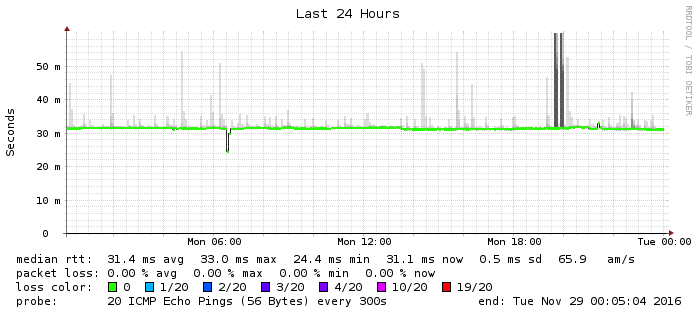 Last 24 Hours
RRDTOOL / TOBI OETIKER
Seconds
50 m
40 m
30 m
20 m
10 m
0
Mon 06:00 Mon 12:00 Mon 18:00 Tue 00:00
median rtt: 31.4 ms avg 33.0 ms max 24.4 ms min 31.1 ms now 0.5 ms sd 65.9 am/s
packet loss: 0.00 % avg 0.00 % max 0.00 % min 0.00 % now
loss color: 0 1/20 2/20 3/20 4/20 10/20 19/20
probe: 20 ICMP Echo Pings (56 Bytes) every 300s end: Tue Nov 29 00:05:04 2016